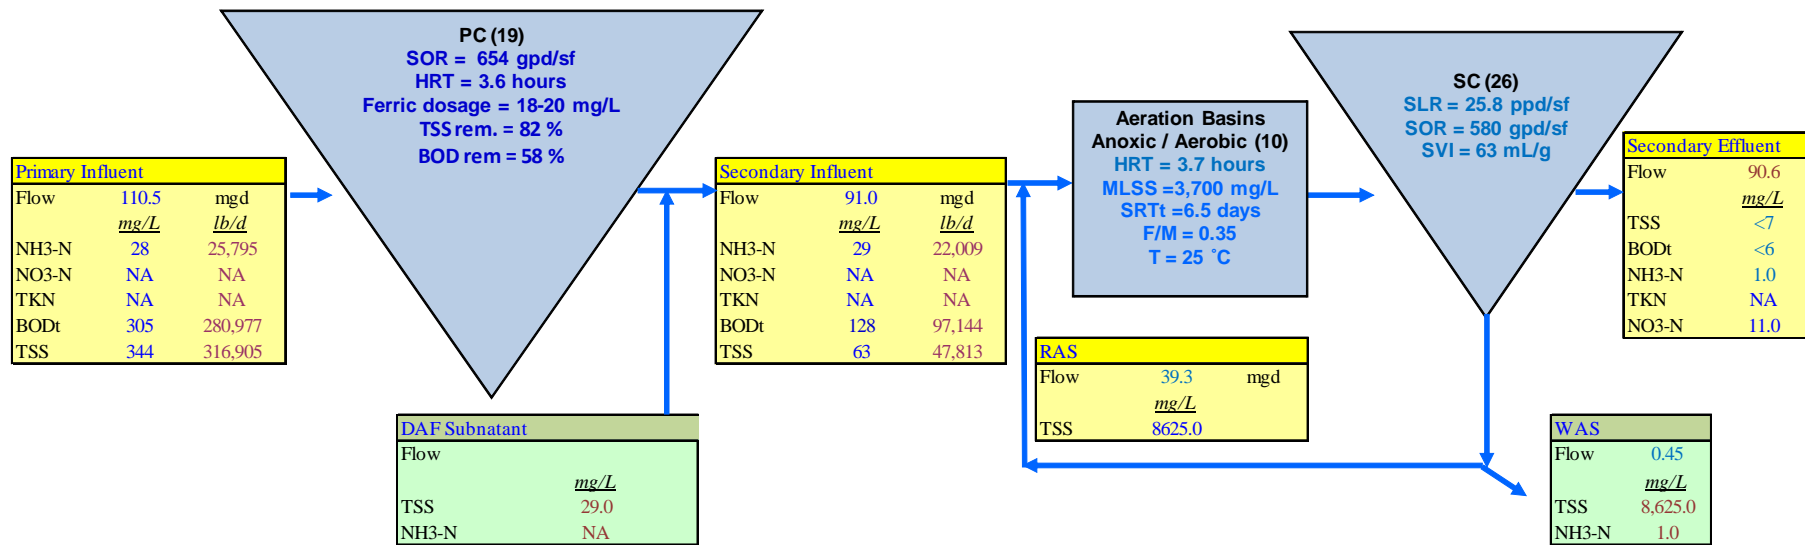 PC (19)
SOR = 654 gpd/sf
HRT = 3.6 hours
Ferric dosage = 18-20 mg/L
TSS rem. = 82 %
BOD rem = 58 %
Primary Influent
Flow 110.5 mgd
mg/L lb/d
NH3-N 28 25,795
NO3-N NA NA
TKN NA NA
BODt 305 280,977
TSS 344 316,905
DAF Subnatant
Flow
mg/L
TSS 29.0
NH3-N NA
Secondary Influent
Flow 91.0 mgd
mg/L lb/d
NH3-N 29 22,009
NO3-N NA NA
TKN NA NA
BODt 128 97,144
TSS 63 47,813
Aeration Basins
Anoxic / Aerobic (10)
HRT = 3.7 hours
MLSS =3,700 mg/L
SRTt =6.5 days
F/M = 0.35
T = 25 ˚C
RAS
Flow 39.3 mgd
mg/L
TSS 8625.0
SC (26)
SLR = 25.8 ppd/sf
SOR = 580 gpd/sf
SVI = 63 mL/g
Secondary Effluent
Flow 90.6
mg/L
TSS <7
BODt <6
NH3-N 1.0
TKN NA
NO3-N 11.0
WAS
Flow 0.45
mg/L
TSS 8,625.0
NH3-N 1.0